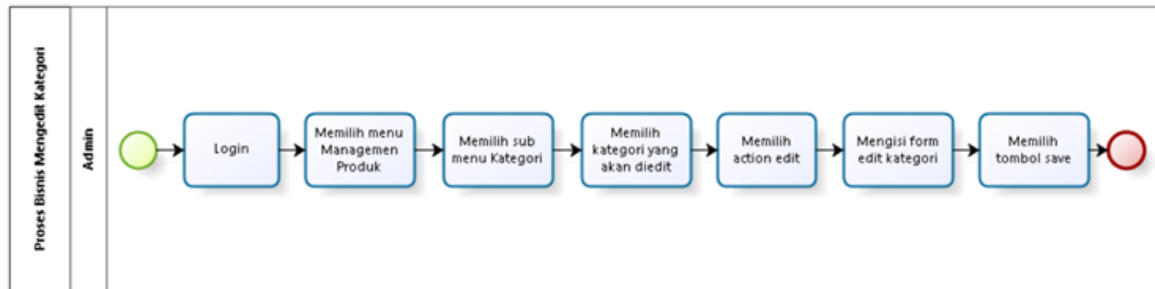 Proses Bisnis Mengedit Kategori
Admin
Login
Memilih menu
Managemen
Produk
Memilih sub
menu Kategori
Memilih
kategori yang
akan diedit
Memilih
action edit
Mengisi form
edit kategori
Memilih
tombol save